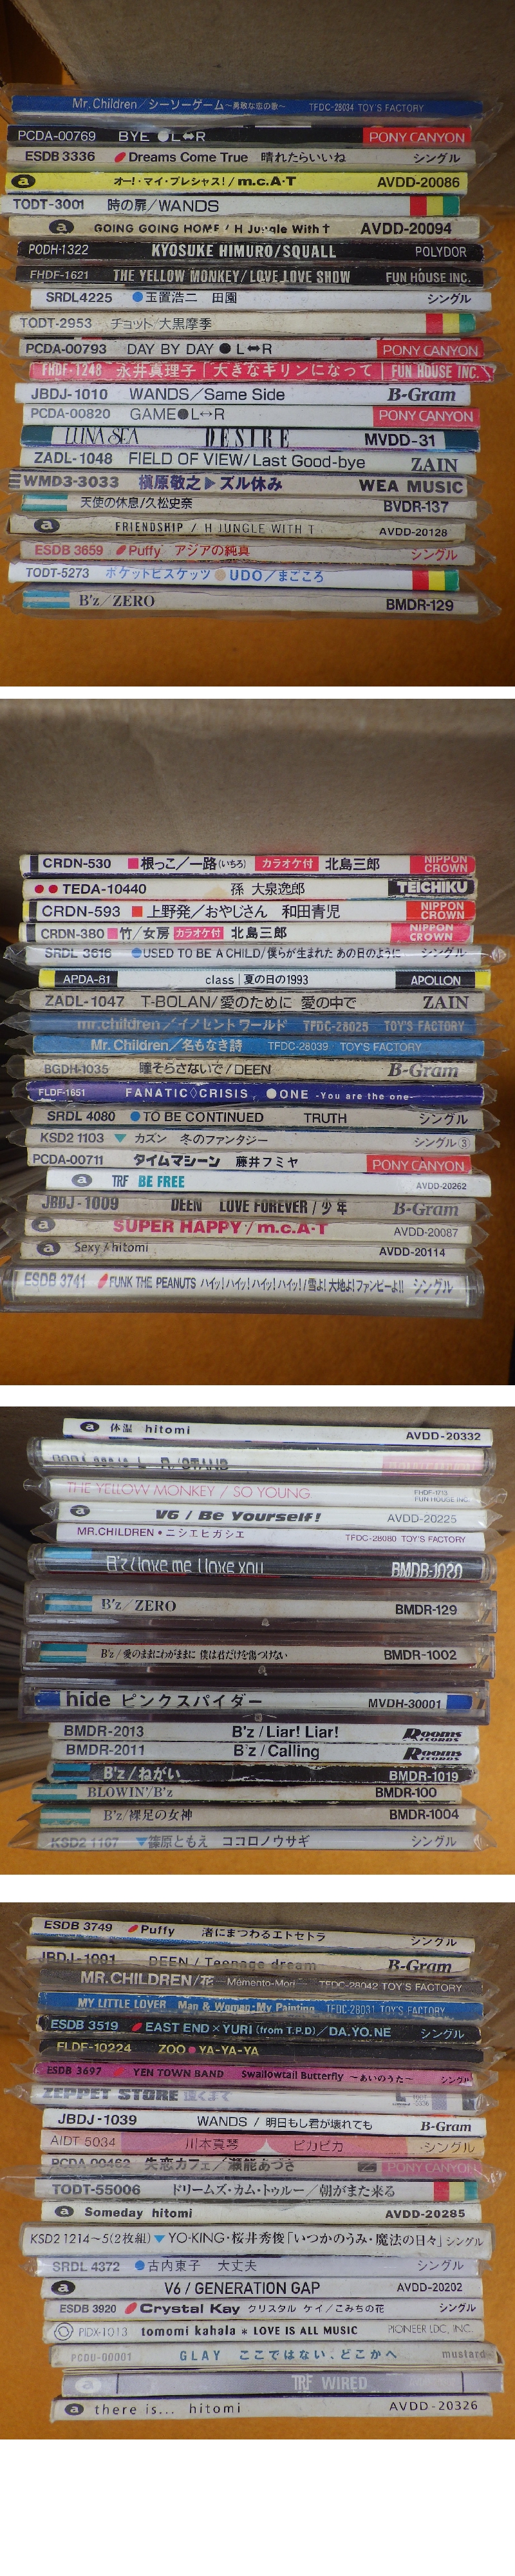 Mr. Children／シーソーゲーム～勇敢な恋の歌～ TFDC-28034 TOY'S FACTORY
PCDA-00769 BYE ●L⇔R PONY CANYON
ESDB 3336 Dreams Come True 晴れたらいいね シングル
a オー!・マイ・プレシャス!/m.c.A・T AVDD-20086
TODT-3001 時の扉/WANDS
a GOING GOING HOME / H Jungle With t AVDD-20094
PODH-1322 KYOSUKE HIMURO/SQUALL POLYDOR
FHDF-1621 THE YELLOW MONKEY/LOVE LOVE SHOW FUN HOUSE INC.
SRDL4225 ●玉置浩二 田園 シングル
TODT-2953 チョット/大黒摩季
PCDA-00793 DAY BY DAY ● L⇔R PONY CANYON
FHDF-1248 永井真理子「大きなキリンになって」 FUN HOUSE INC.
JBDJ-1010 WANDS/Same Side B-Gram
PCDA-00820 GAME●L↔R PONY CANYON
LUNA SEA DESIRE MVDD-31
ZADL-1048 FIELD OF VIEW/Last Good-bye ZAIN
WMD3-3033 槇原敬之▶ズル休み WEA MUSIC
天使の休息/久松史奈 BVDR-137
a FRIENDSHIP / H JUNGLE WITH T AVDD-20128
ESDB 3659 Puffy アジアの純真 シングル
TODT-5273 ポケットビスケッツ●UDO/まごころ
B'z/ZERO BMDR-129
CRDN-530 ■根っこ／一路(いちろ) カラオケ付 北島三郎 NIPPON CROWN
●●TEDA-10440 孫 大泉逸郎 TEICHIKU
CRDN-593 ■上野発／おやじさん 和田青児 NIPPON CROWN
CRDN-380 ■竹／女房 カラオケ付 北島三郎 NIPPON CROWN
SRDL 3616 ●USED TO BE A CHILD/僕らが生まれた あの日のように シングル
APDA-81 class｜夏の日の1993 APOLLON
ZADL-1047 T-BOLAN/愛のために 愛の中で ZAIN
mr.children／イノセントワールド TFDC-28025 TOY'S FACTORY
Mr. Children／名もなき詩 TFDC-28039 TOY'S FACTORY
BGDH-1035 瞳そらさないで/DEEN B-Gram
FLDF-1651 FANATIC◇CRISIS ●ONE -You are the one-
SRDL 4080 ●TO BE CONTINUED TRUTH シングル
KSD2 1103 ▼カズン 冬のファンタジー シングル③
PCDA-00711 タイムマシーン 藤井フミヤ PONY CANYON
a TRF BE FREE AVDD-20262
JBDJ-1009 DEEN LOVE FOREVER/少年 B-Gram
a SUPER HAPPY／m.c.A・T AVDD-20087
a Sexy/hitomi AVDD-20114
ESDB 3741 FUNK THE PEANUTS ハイッ!ハイッ!ハイッ!ハイッ!/雪よ!大地よ!ファンビーよ!! シングル
a 体温 hitomi AVDD-20332
L R/STAND
THE YELLOW MONKEY / SO YOUNG FHDF-1713 FUN HOUSE INC.
a V6 / Be Yourself! AVDD-20225
MR.CHILDREN・ニシエヒガシエ TFDC-28080 TOY'S FACTORY
B'z/love me, I love you BMDR-1020
B'z/ZERO BMDR-129
B'z/愛のままにわがままに 僕は君だけを傷つけない BMDR-1002
hide ピンクスパイダー MVDH-30001
BMDR-2013 B'z/Liar! Liar! Rooms RECORDS
BMDR-2011 B'z/Calling Rooms RECORDS
B'z/ねがい BMDR-1019
BLOWIN'/B'z BMDR-100
B'z/裸足の女神 BMDR-1004
KSD2 1167 ▼篠原ともえ ココロノウサギ シングル
ESDB 3749 Puffy 渚にまつわるエトセトラ シングル
JBDJ-1001 DEEN / Teenage dream B-Gram
MR.CHILDREN/花 —Mémento-Mori— TFDC-28042 TOY'S FACTORY
MY LITTLE LOVER Man & Woman・My Painting TFDC-28031 TOY'S FACTORY
ESDB 3519 EAST END×YURI (from T.P.D)／DA.YO.NE シングル
FLDF-10224 ZOO●YA-YA-YA
ESDB 3697 YEN TOWN BAND Swallowtail Butterfly ～あいのうた～ シングル
ZEPPET STORE 遠くまで
JBDJ-1039 WANDS / 明日もし君が壊れても B-Gram
AIDT 5034 川本真琴 ピカピカ シングル
PCDA-00462 失恋カフェ／瀬能あづさ PONY CANYON
TODT-55006 ドリームズ・カム・トゥルー／朝がまた来る
a Someday hitomi AVDD-20285
KSD2 1214～5(2枚組)▼YO-KING・桜井秀俊「いつかのうみ・魔法の日々」シングル
SRDL 4372 ●古内東子 大丈夫 シングル
a V6 / GENERATION GAP AVDD-20202
ESDB 3920 Crystal Kay クリスタル ケイ／こみちの花 シングル
PIDX-1013 tomomi kahala * LOVE IS ALL MUSIC PIONEER LDC, INC.
PCDU-00001 GLAY ここではない、どこかへ mustard
a TRF WIRED
a there is... hitomi AVDD-20326